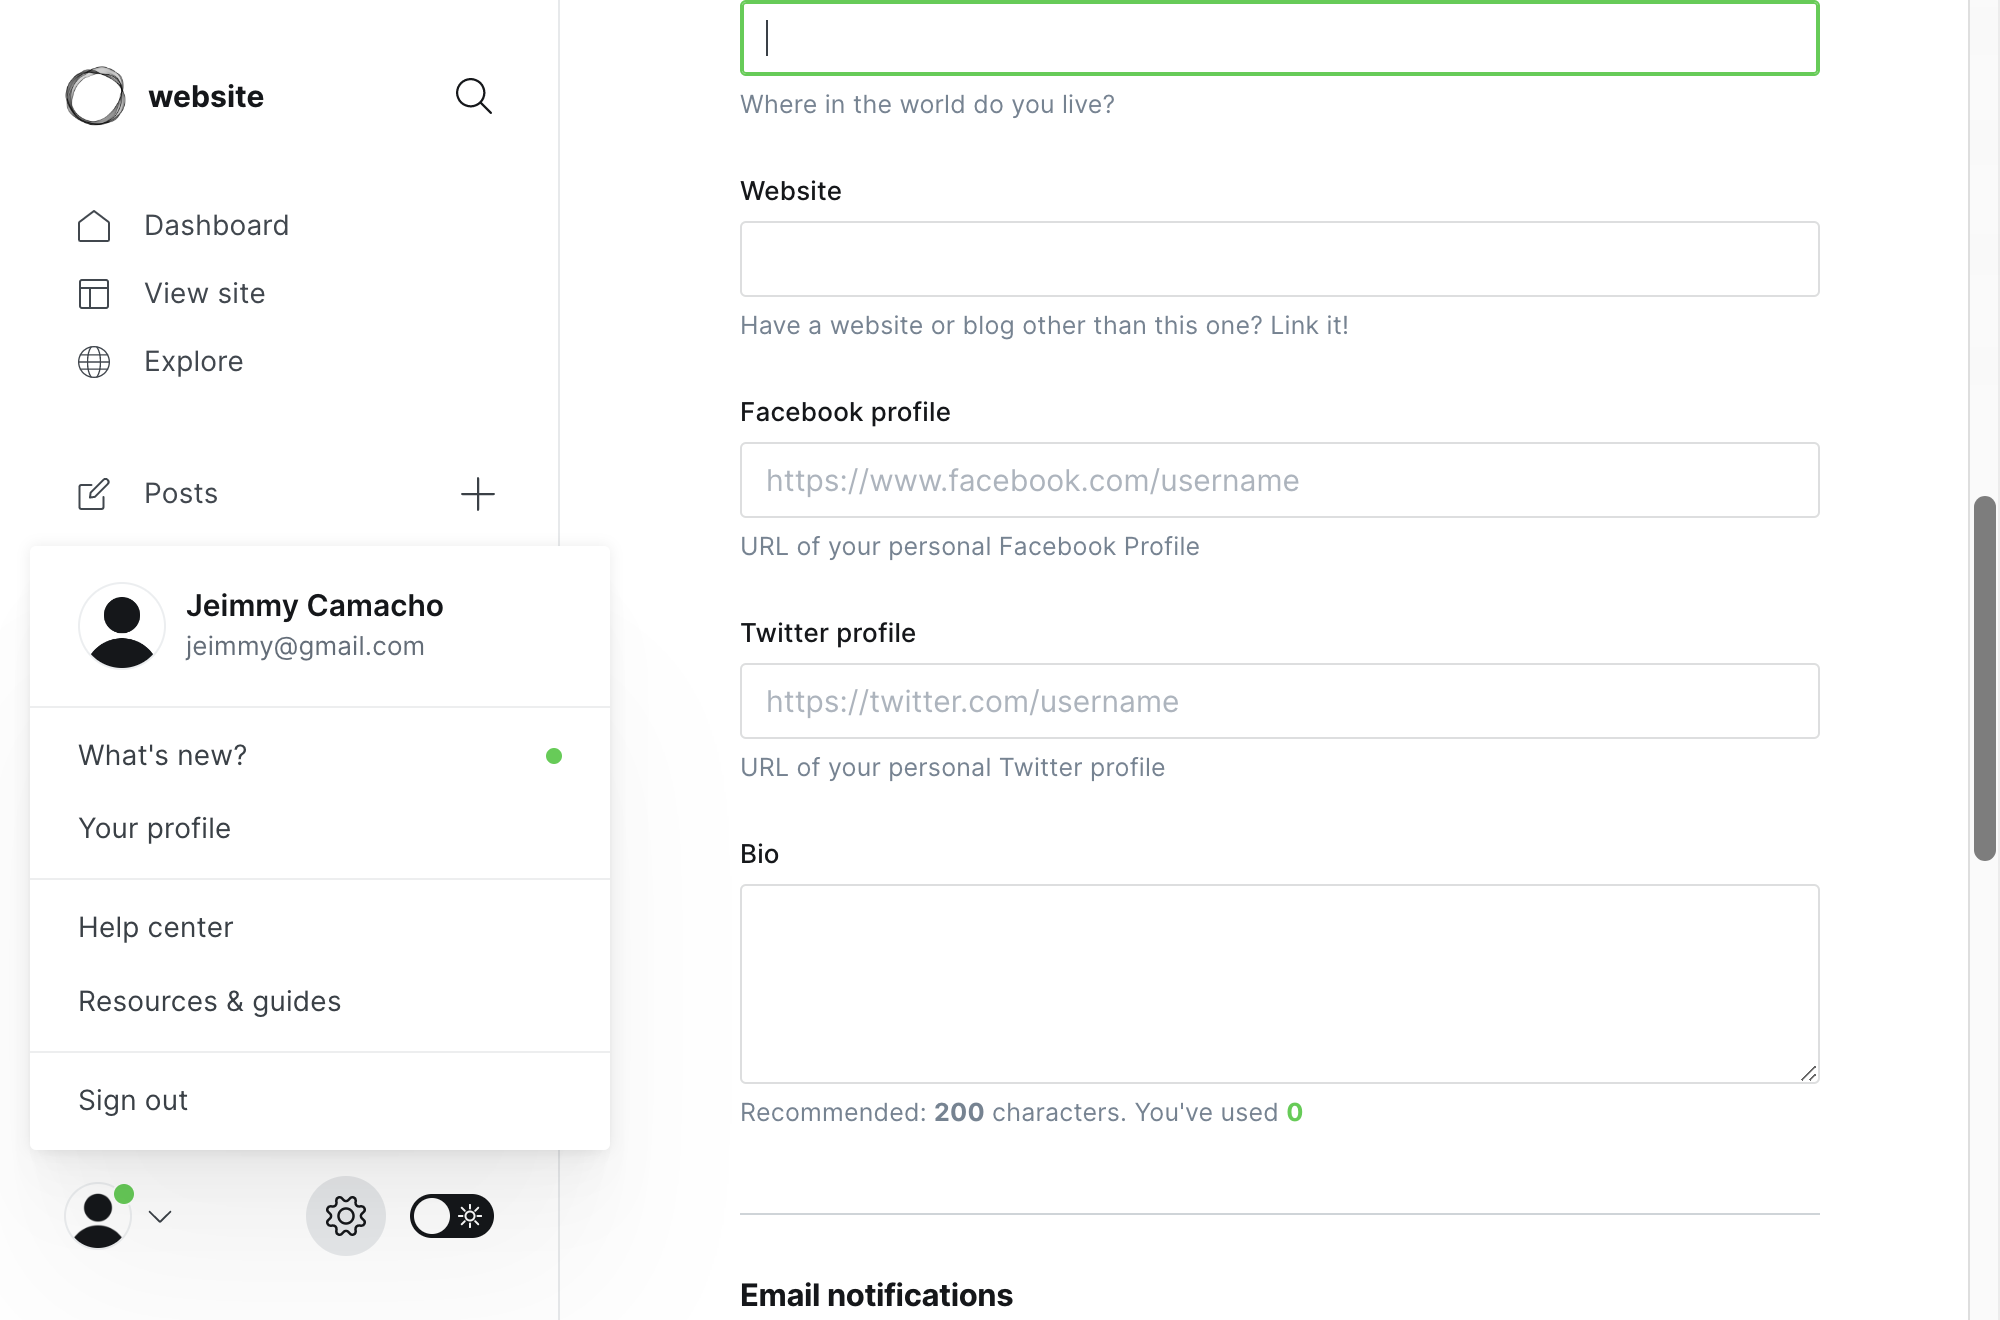 website
Dashboard
View site
Explore
Posts
Jeimmy Camacho
jeimmy@gmail.com
What's new?
Your profile
Help center
Resources & guides
Sign out
Where in the world do you live?
Website
Have a website or blog other than this one? Link it!
Facebook profile
https://www.facebook.com/username
URL of your personal Facebook Profile
Twitter profile
https://twitter.com/username
URL of your personal Twitter profile
Bio
Recommended: 200 characters. You've used 0
Email notifications